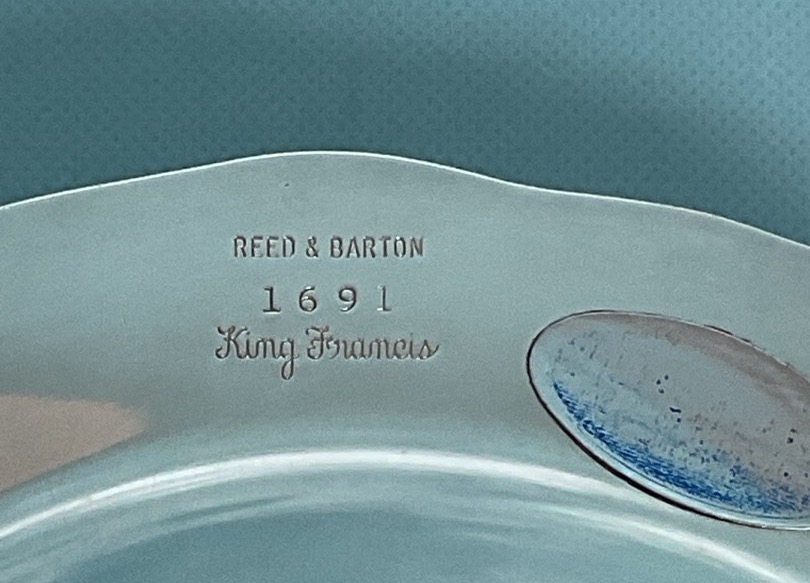 REED & BARTON
1691
King Francis